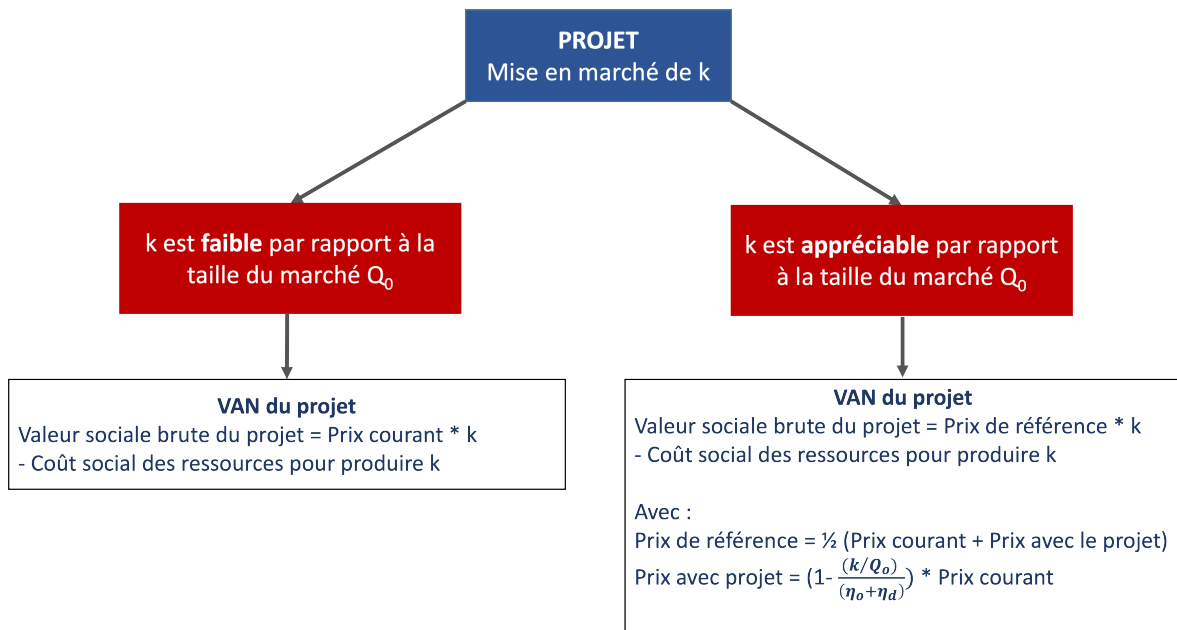 PROJET
Mise en marché de k
k est faible par rapport à la
taille du marché Q₀
k est appréciable par rapport
à la taille du marché Q₀
VAN du projet
Valeur sociale brute du projet = Prix courant * k
- Coût social des ressources pour produire k
VAN du projet
Valeur sociale brute du projet = Prix de référence * k
- Coût social des ressources pour produire k
Avec :
Prix de référence = ½ (Prix courant + Prix avec le projet)
Prix avec projet = (1- (k/Qₒ)/(ηₒ+η_d)) * Prix courant